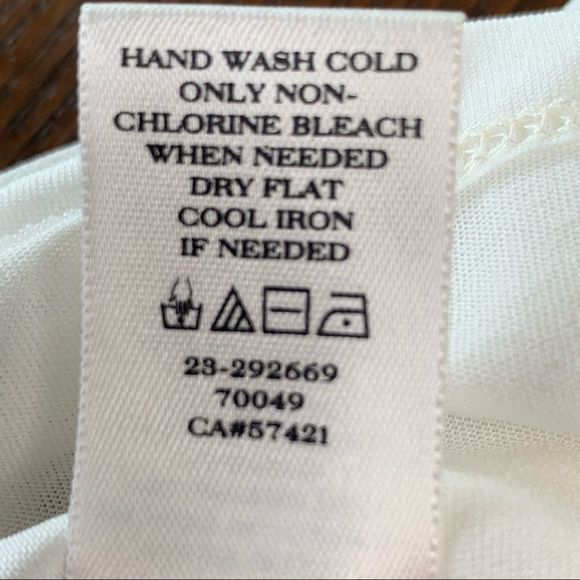 HAND WASH COLD
ONLY NON-
CHLORINE BLEACH
WHEN NEEDED
DRY FLAT
COOL IRON
IF NEEDED
23-292669
70049
CA#57421